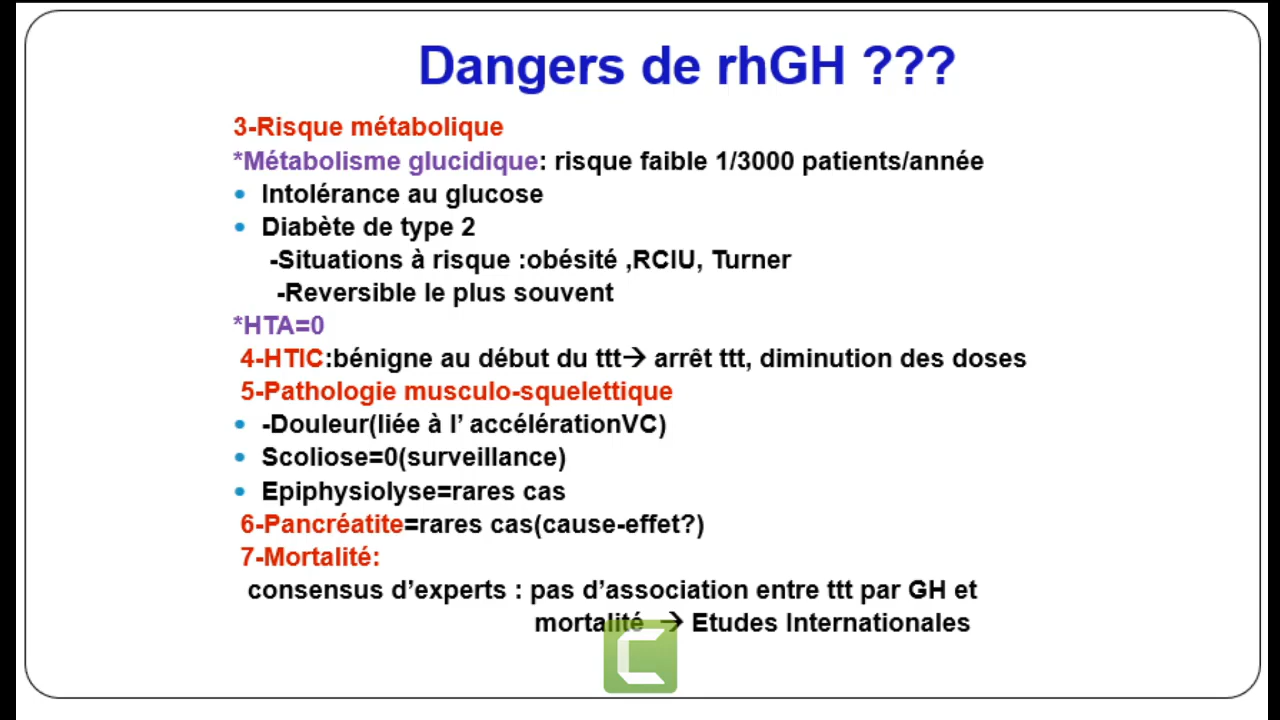 Dangers de rhGH ???
3-Risque métabolique
*Métabolisme glucidique: risque faible 1/3000 patients/année
• Intolérance au glucose
• Diabète de type 2
-Situations à risque :obésité ,RCIU, Turner
-Reversible le plus souvent
*HTA=0
4-HTIC:bénigne au début du ttt→ arrêt ttt, diminution des doses
5-Pathologie musculo-squelettique
• -Douleur(liée à l’ accélérationVC)
• Scoliose=0(surveillance)
• Epiphysiolyse=rares cas
6-Pancréatite=rares cas(cause-effet?)
7-Mortalité:
consensus d’experts : pas d’association entre ttt par GH et
mortalité → Etudes Internationales